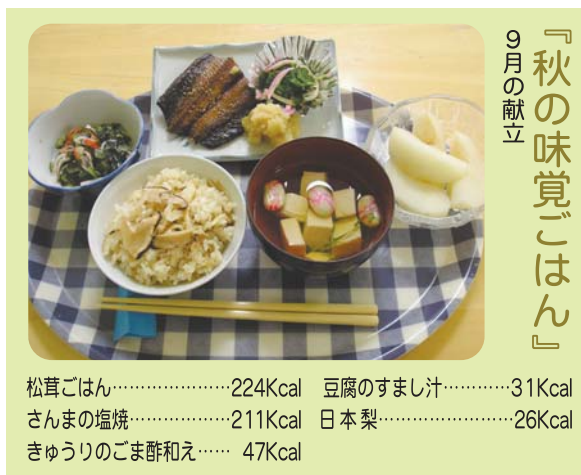 『秋の味覚ごはん』
9月の献立
松茸ごはん…………………224Kcal
さんまの塩焼………………211Kcal
きゅうりのごま酢和え…… 47Kcal
豆腐のすまし汁…………31Kcal
日本梨……………………26Kcal